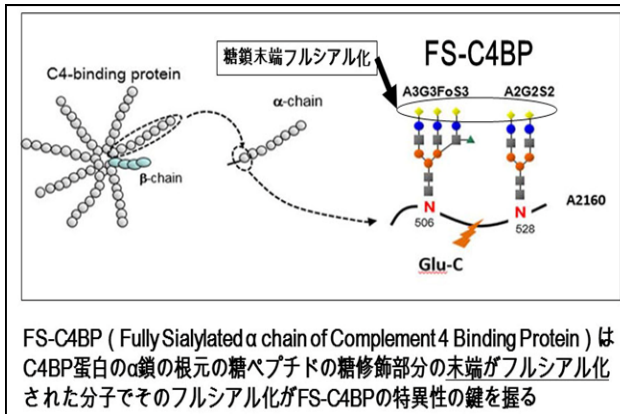 糖鎖末端フルシアル化
FS-C4BP
C4-binding protein
α-chain
β-chain
A3G3FoS3
A2G2S2
N
N
506
528
A2160
Glu-C
FS-C4BP ( Fully Sialylated α chain of Complement 4 Binding Protein ) は
C4BP蛋白のα鎖の根元の糖ペプチドの糖修飾部分の末端がフルシアル化
された分子でそのフルシアル化がFS-C4BPの特異性の鍵を握る